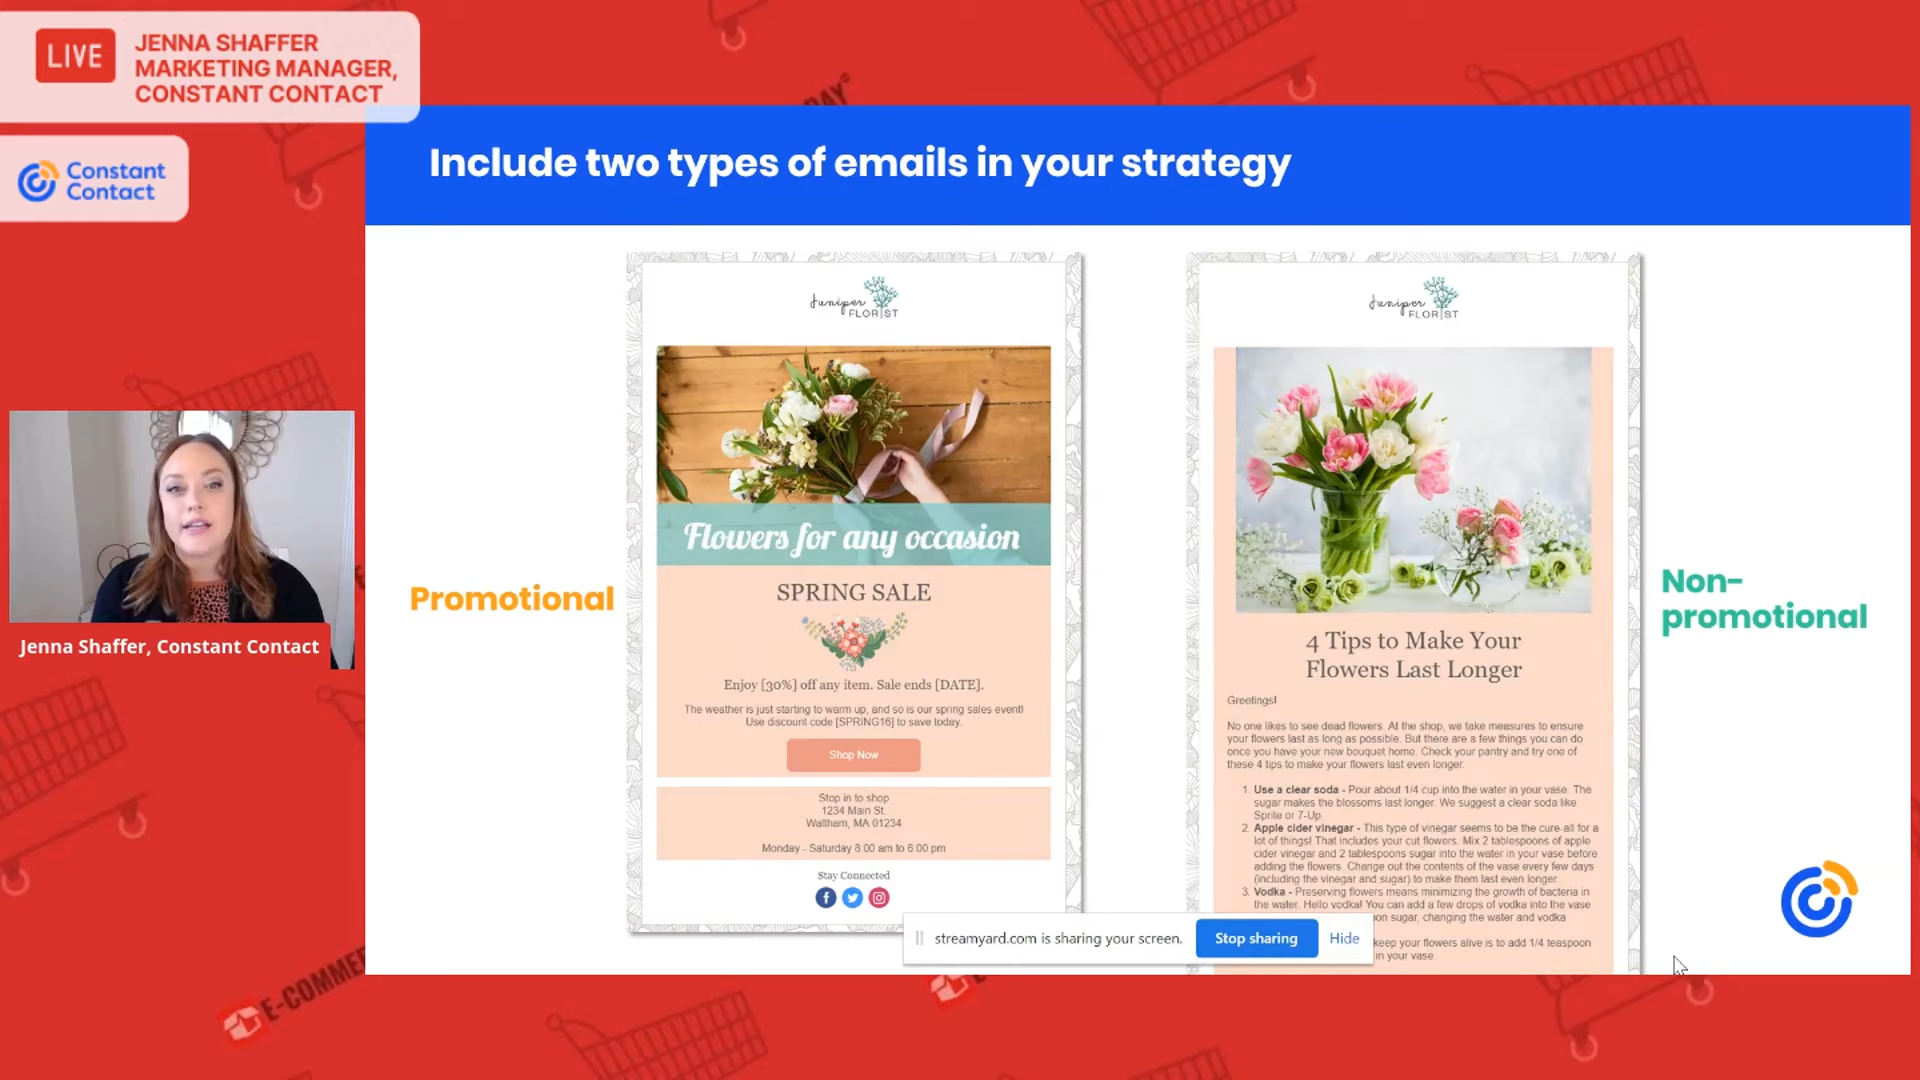 LIVE
JENNA SHAFFER
MARKETING MANAGER,
CONSTANT CONTACT
Constant
Contact
Jenna Shaffer, Constant Contact
Include two types of emails in your strategy
Promotional
Juniper
FLORIST
Flowers for any occasion
SPRING SALE
Enjoy [30%] off any item. Sale ends [DATE].
The weather is just starting to warm up, and so is our spring sales event!
Use discount code [SPRING16] to save today.
Shop Now
Stop in to shop
1234 Main St.
Waltham, MA 01234
Monday - Saturday 8:00 am to 6:00 pm
Stay Connected
Juniper
FLORIST
4 Tips to Make Your
Flowers Last Longer
Greetings!
No one likes to see dead flowers. At the shop, we take measures to ensure
your flowers last as long as possible. But there are a few things you can do
once you have your new bouquet home. Check your pantry and try one of
these 4 tips to make your flowers last even longer.
1. Use a clear soda - Pour about 1/4 cup into the water in your vase. The
sugar makes the blossoms last longer. We suggest a clear soda like
Sprite or 7-Up.
2. Apple cider vinegar - This type of vinegar seems to be the cure-all for a
lot of things! That includes your cut flowers. Mix 2 tablespoons of apple
cider vinegar and 2 tablespoons sugar into the water in your vase before
adding the flowers. Change out the contents of the vase every few days
(including the vinegar and sugar) to make them last even longer.
3. Vodka - Preserving flowers means minimizing the growth of bacteria in
the water. Hello vodka! You can add a few drops of vodka into the vase
sugar, changing the water and vodka
keep your flowers alive is to add 1/4 teaspoon
in your vase.
Non-
promotional
streamyard.com is sharing your screen.
Stop sharing
Hide
E-COMMER